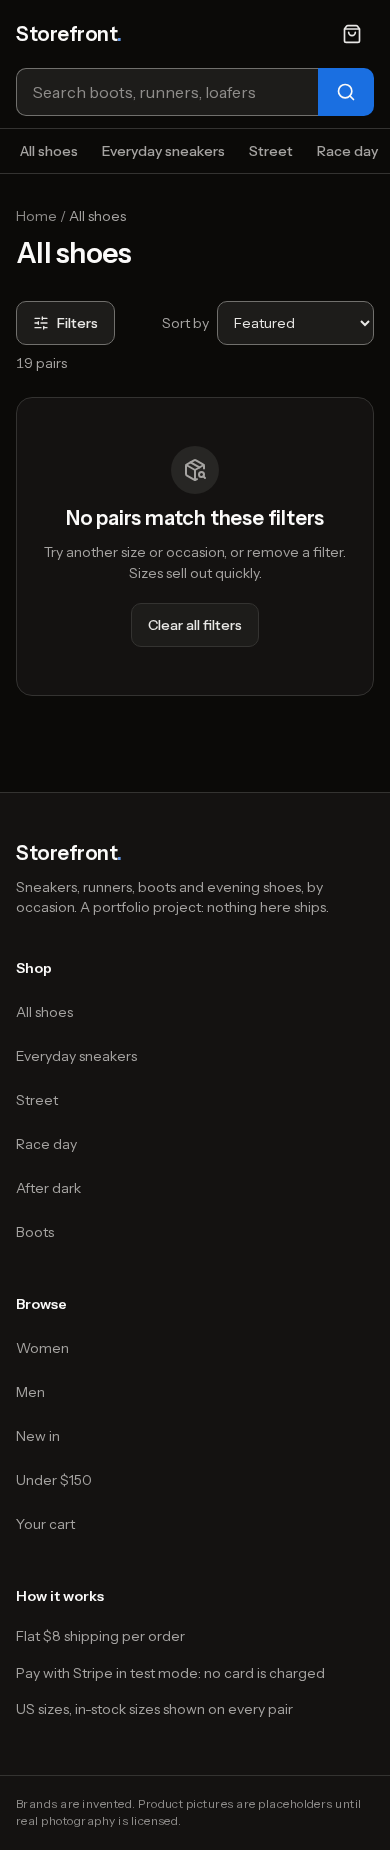 Storefront.
Search boots, runners, loafers
All shoes Everyday sneakers Street Race day
Home / All shoes
All shoes
Filters Sort by Featured
19 pairs
No pairs match these filters
Try another size or occasion, or remove a filter.
Sizes sell out quickly.
Clear all filters
Storefront.
Sneakers, runners, boots and evening shoes, by
occasion. A portfolio project: nothing here ships.
Shop
All shoes
Everyday sneakers
Street
Race day
After dark
Boots
Browse
Women
Men
New in
Under $150
Your cart
How it works
Flat $8 shipping per order
Pay with Stripe in test mode: no card is charged
US sizes, in-stock sizes shown on every pair
Brands are invented. Product pictures are placeholders until
real photography is licensed.